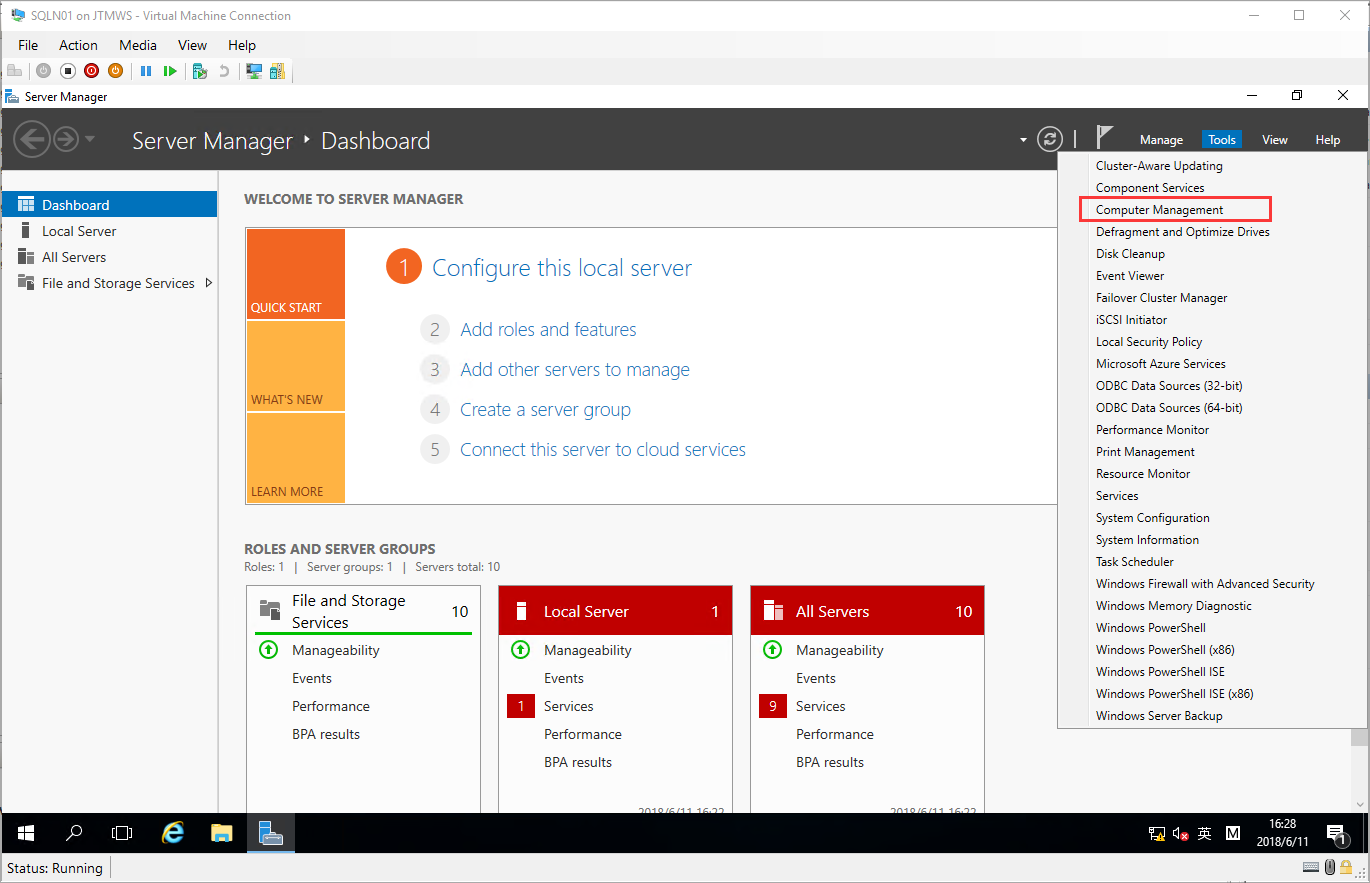 SQLN01 on JTMWS - Virtual Machine Connection
File Action Media View Help
Server Manager
Server Manager Dashboard
Manage Tools View Help
Dashboard
Local Server
All Servers
File and Storage Services
WELCOME TO SERVER MANAGER
QUICK START
WHAT'S NEW
LEARN MORE
1 Configure this local server
2 Add roles and features
3 Add other servers to manage
4 Create a server group
5 Connect this server to cloud services
ROLES AND SERVER GROUPS
Roles: 1 | Server groups: 1 | Servers total: 10
File and Storage
Services
10
Manageability
Events
Performance
BPA results
Local Server 1
Manageability
Events
1 Services
Performance
BPA results
2018/6/11 16:22
All Servers 10
Manageability
Events
9 Services
Performance
BPA results
2018/6/11 16:22
Cluster-Aware Updating
Component Services
Computer Management
Defragment and Optimize Drives
Disk Cleanup
Event Viewer
Failover Cluster Manager
iSCSI Initiator
Local Security Policy
Microsoft Azure Services
ODBC Data Sources (32-bit)
ODBC Data Sources (64-bit)
Performance Monitor
Print Management
Resource Monitor
Services
System Configuration
System Information
Task Scheduler
Windows Firewall with Advanced Security
Windows Memory Diagnostic
Windows PowerShell
Windows PowerShell (x86)
Windows PowerShell ISE
Windows PowerShell ISE (x86)
Windows Server Backup
英 M
16:28
2018/6/11
1
Status: Running